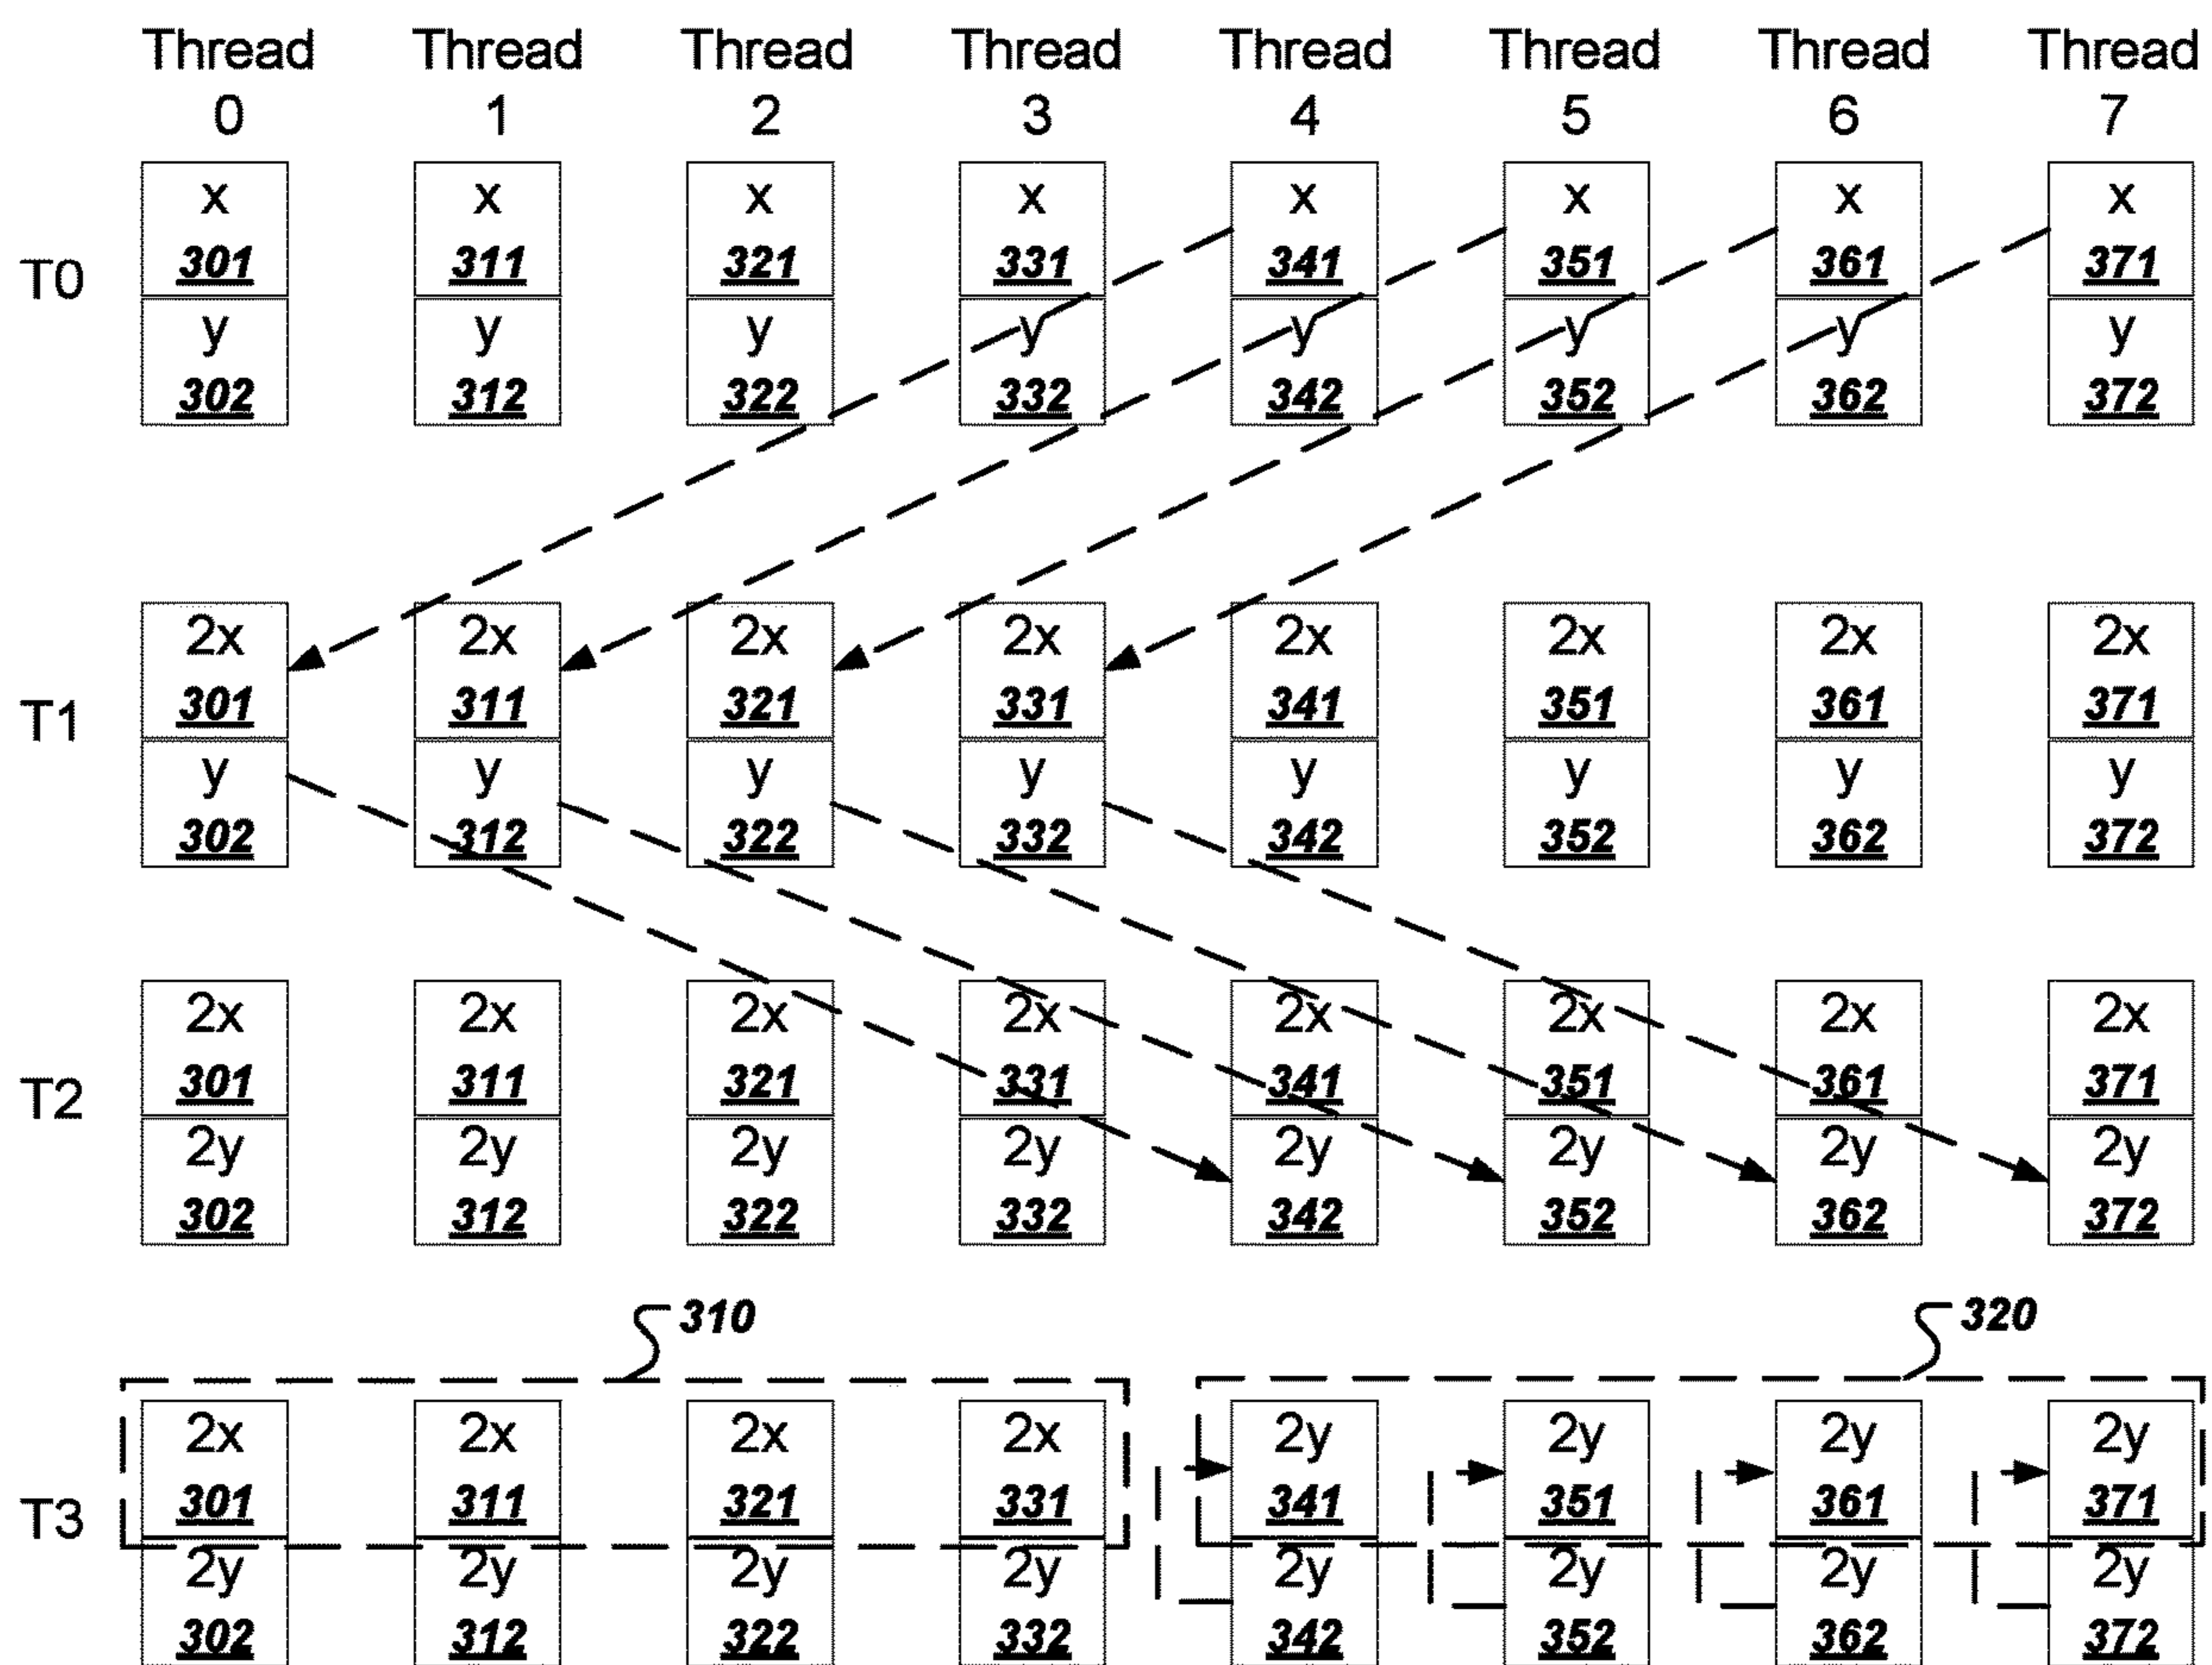 Thread Thread Thread Thread Thread Thread Thread Thread
0 1 2 3 4 5 6 7
x x x x x x x x
301 311 321 331 341 351 361 371
T0
y y y y y y y y
302 312 322 332 342 352 362 372
2x 2x 2x 2x 2x 2x 2x 2x
301 311 321 331 341 351 361 371
T1
y y y y y y y y
302 312 322 332 342 352 362 372
2x 2x 2x 2x 2x 2x 2x 2x
301 311 321 331 341 351 361 371
T2
2y 2y 2y 2y 2y 2y 2y 2y
302 312 322 332 342 352 362 372
310 320
2x 2x 2x 2x 2y 2y 2y 2y
301 311 321 331 341 351 361 371
T3
2y 2y 2y 2y 2y 2y 2y 2y
302 312 322 332 342 352 362 372